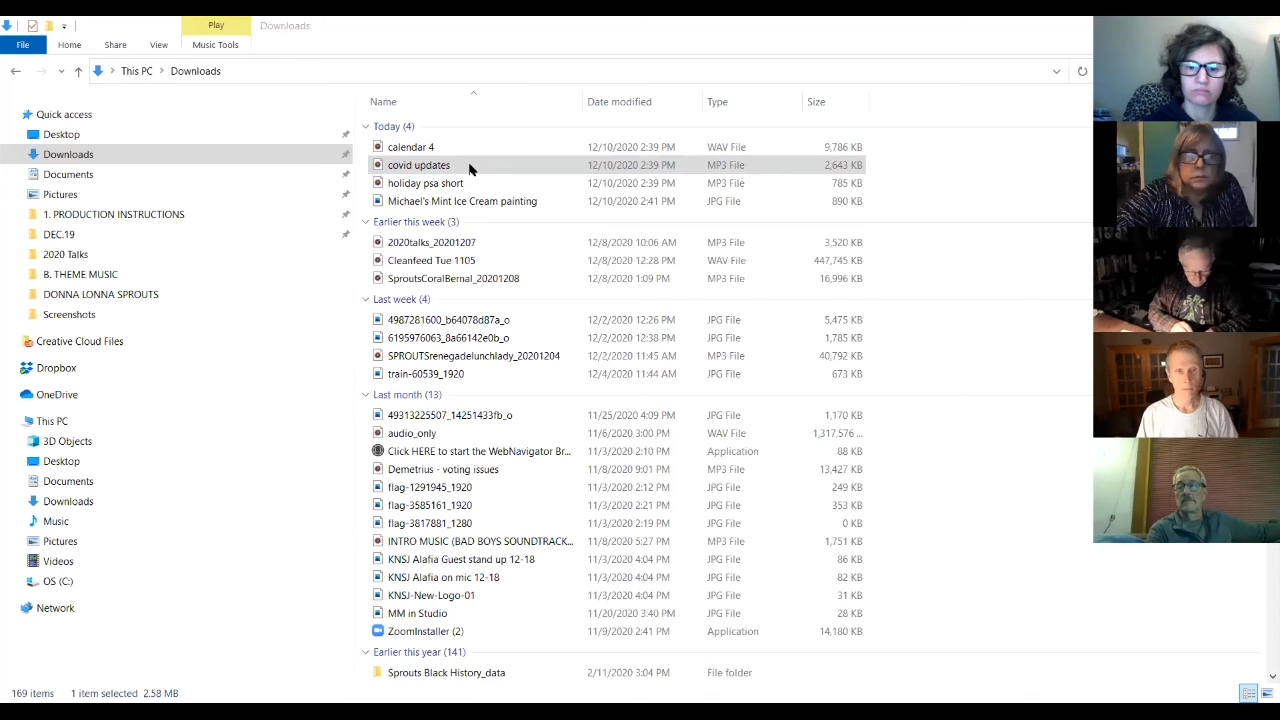 Play Downloads
File Home Share View Music Tools
This PC Downloads
Name Date modified Type Size
Quick access
Desktop
Downloads
Documents
Pictures
1. PRODUCTION INSTRUCTIONS
DEC.19
2020 Talks
B. THEME MUSIC
DONNA LONNA SPROUTS
Screenshots
Creative Cloud Files
Dropbox
OneDrive
This PC
3D Objects
Desktop
Documents
Downloads
Music
Pictures
Videos
OS (C:)
Network
Today (4)
calendar 4 12/10/2020 2:39 PM WAV File 9,786 KB
covid updates 12/10/2020 2:39 PM MP3 File 2,643 KB
holiday psa short 12/10/2020 2:39 PM MP3 File 785 KB
Michael's Mint Ice Cream painting 12/10/2020 2:41 PM JPG File 890 KB
Earlier this week (3)
2020talks_20201207 12/8/2020 10:06 AM MP3 File 3,520 KB
Cleanfeed Tue 1105 12/8/2020 12:28 PM WAV File 447,745 KB
SproutsCoralBernal_20201208 12/8/2020 1:09 PM MP3 File 16,996 KB
Last week (4)
4987281600_b64078d87a_o 12/2/2020 12:26 PM JPG File 5,475 KB
6195976063_8a66142e0b_o 12/2/2020 12:38 PM JPG File 1,785 KB
SPROUTSrenegadelunchlady_20201204 12/2/2020 11:45 AM MP3 File 40,792 KB
train-60539_1920 12/4/2020 11:44 AM JPG File 673 KB
Last month (13)
49313225507_14251433fb_o 11/25/2020 4:09 PM JPG File 1,170 KB
audio_only 11/6/2020 3:00 PM WAV File 1,317,576 ...
Click HERE to start the WebNavigator Br... 11/3/2020 2:10 PM Application 88 KB
Demetrius - voting issues 11/8/2020 9:01 PM MP3 File 13,427 KB
flag-1291945_1920 11/3/2020 2:12 PM JPG File 249 KB
flag-3585161_1920 11/3/2020 2:21 PM JPG File 353 KB
flag-3817881_1280 11/3/2020 2:19 PM JPG File 0 KB
INTRO MUSIC (BAD BOYS SOUNDTRACK... 11/8/2020 5:27 PM MP3 File 1,751 KB
KNSJ Alafia Guest stand up 12-18 11/3/2020 4:04 PM JPG File 86 KB
KNSJ Alafia on mic 12-18 11/3/2020 4:04 PM JPG File 82 KB
KNSJ-New-Logo-01 11/3/2020 4:04 PM JPG File 31 KB
MM in Studio 11/20/2020 3:40 PM JPG File 28 KB
ZoomInstaller (2) 11/9/2020 2:41 PM Application 14,180 KB
Earlier this year (141)
Sprouts Black History_data 2/11/2020 3:04 PM File folder
169 items 1 item selected 2.58 MB